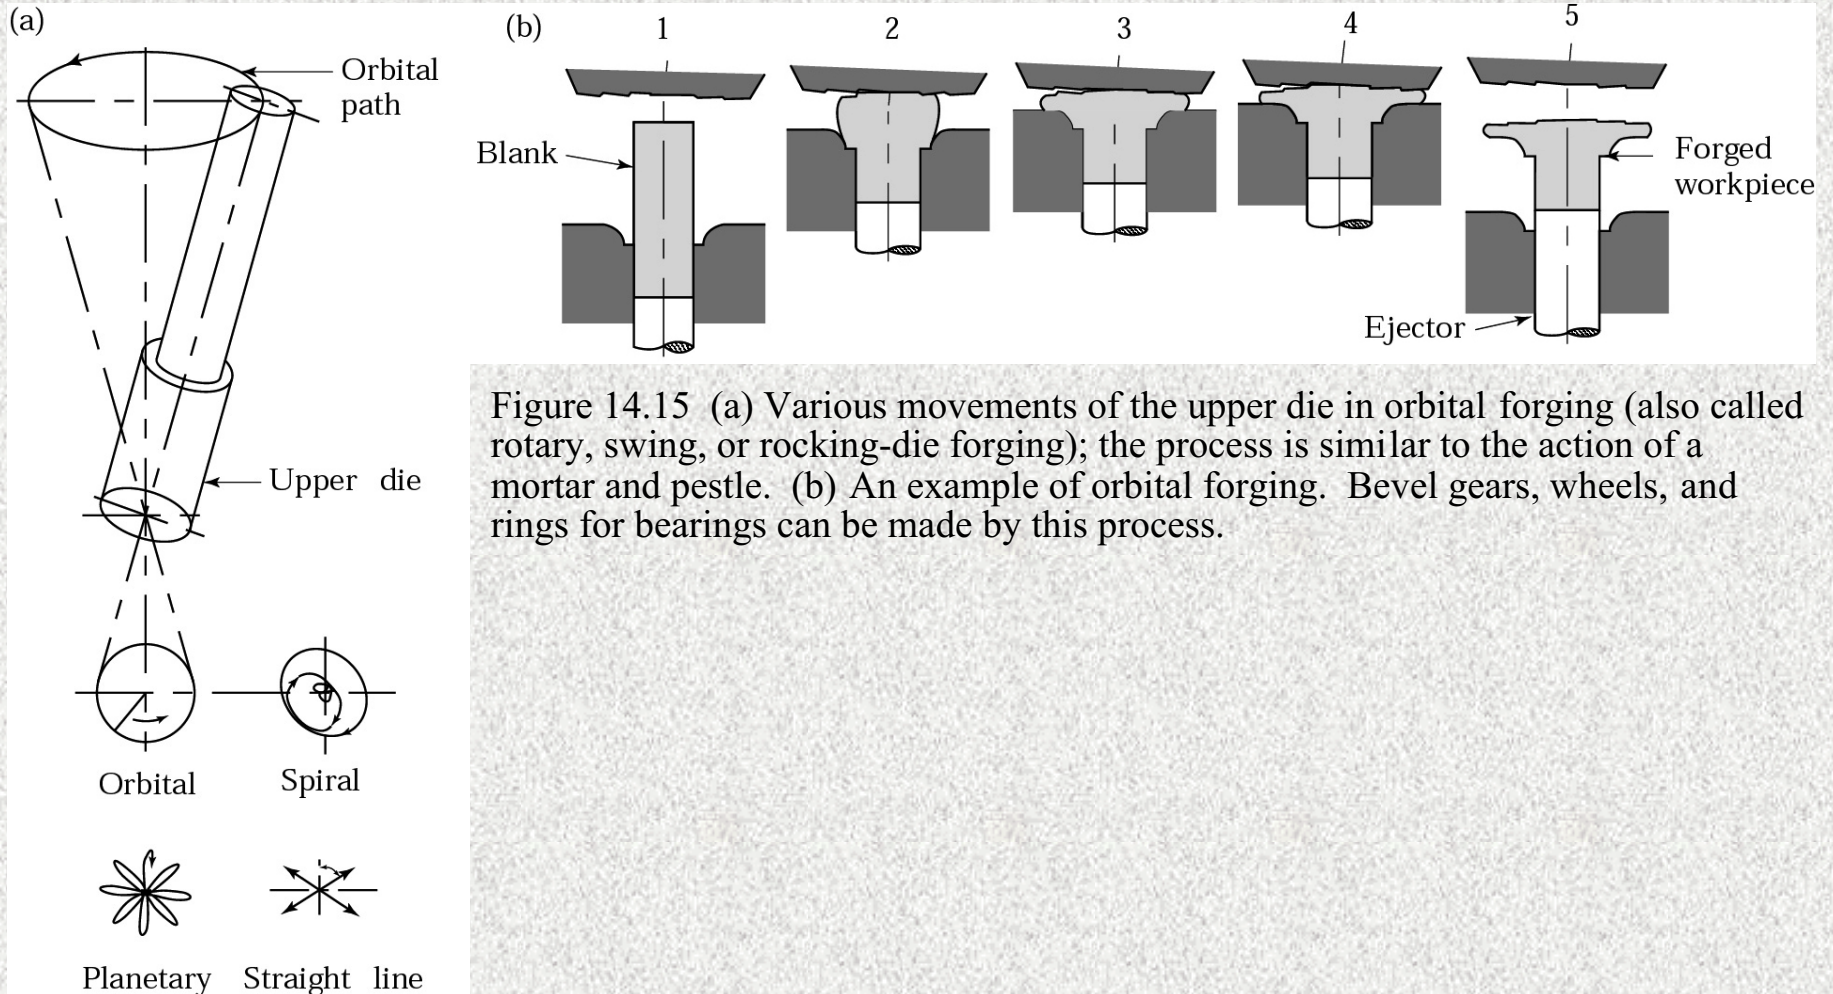 (a)
Orbital
path
Upper die
Orbital
Spiral
Planetary
Straight line
(b)
1
2
3
4
5
Blank
Forged
workpiece
Ejector
Figure 14.15 (a) Various movements of the upper die in orbital forging (also called
rotary, swing, or rocking-die forging); the process is similar to the action of a
mortar and pestle. (b) An example of orbital forging. Bevel gears, wheels, and
rings for bearings can be made by this process.